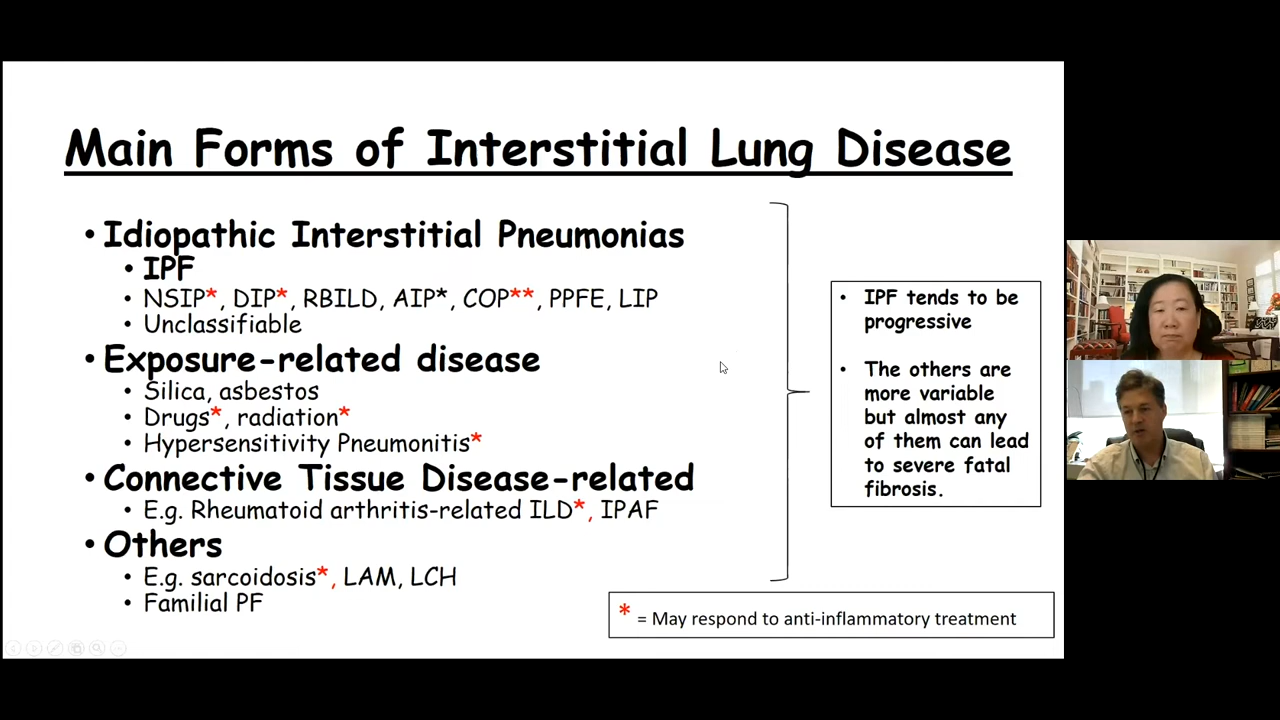 Main Forms of Interstitial Lung Disease
• Idiopathic Interstitial Pneumonias
• IPF
• NSIP*, DIP*, RBILD, AIP*, COP**, PPFE, LIP
• Unclassifiable
• Exposure-related disease
• Silica, asbestos
• Drugs*, radiation*
• Hypersensitivity Pneumonitis*
• Connective Tissue Disease-related
• E.g. Rheumatoid arthritis-related ILD*, IPAF
• Others
• E.g. sarcoidosis*, LAM, LCH
• Familial PF
• IPF tends to be
progressive
• The others are
more variable
but almost any
of them can lead
to severe fatal
fibrosis.
* = May respond to anti-inflammatory treatment